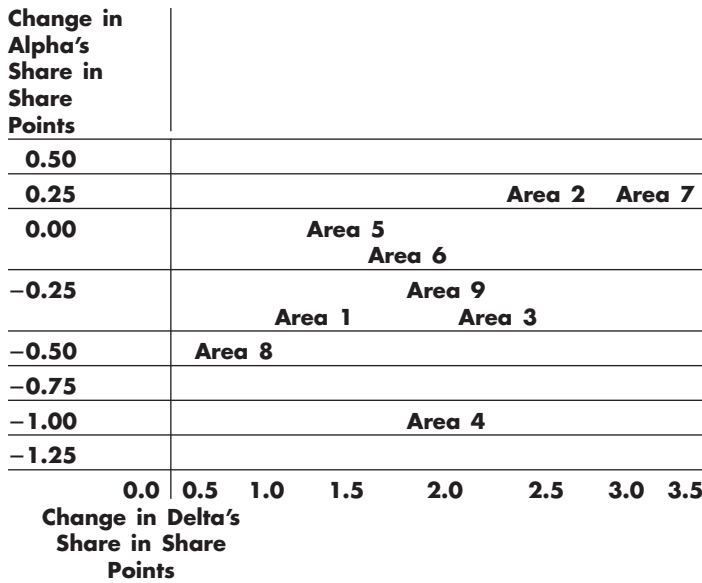 Change in
Alpha's
Share in
Share
Points
0.50
0.25 Area 2 Area 7
0.00 Area 5
Area 6
−0.25 Area 9
Area 1 Area 3
−0.50 Area 8
−0.75
−1.00 Area 4
−1.25
0.0 0.5 1.0 1.5 2.0 2.5 3.0 3.5
Change in Delta's
Share in Share
Points